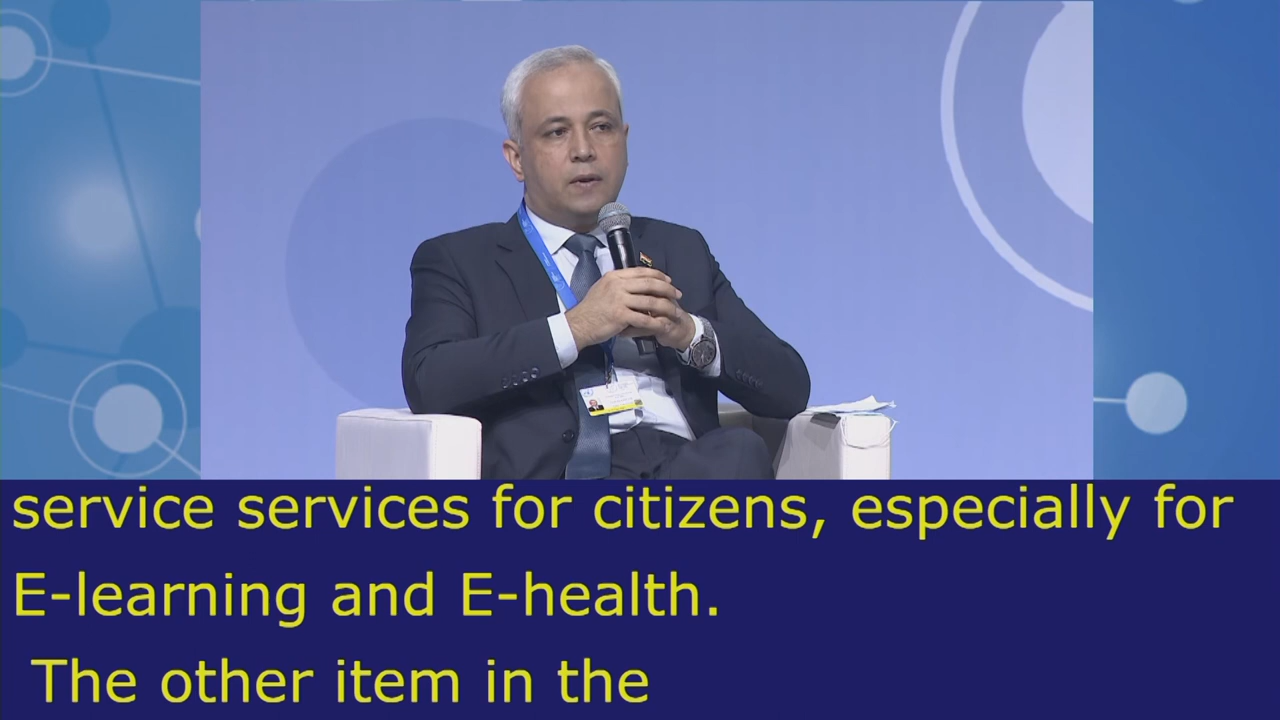 service services for citizens, especially for
E-learning and E-health.
The other item in the